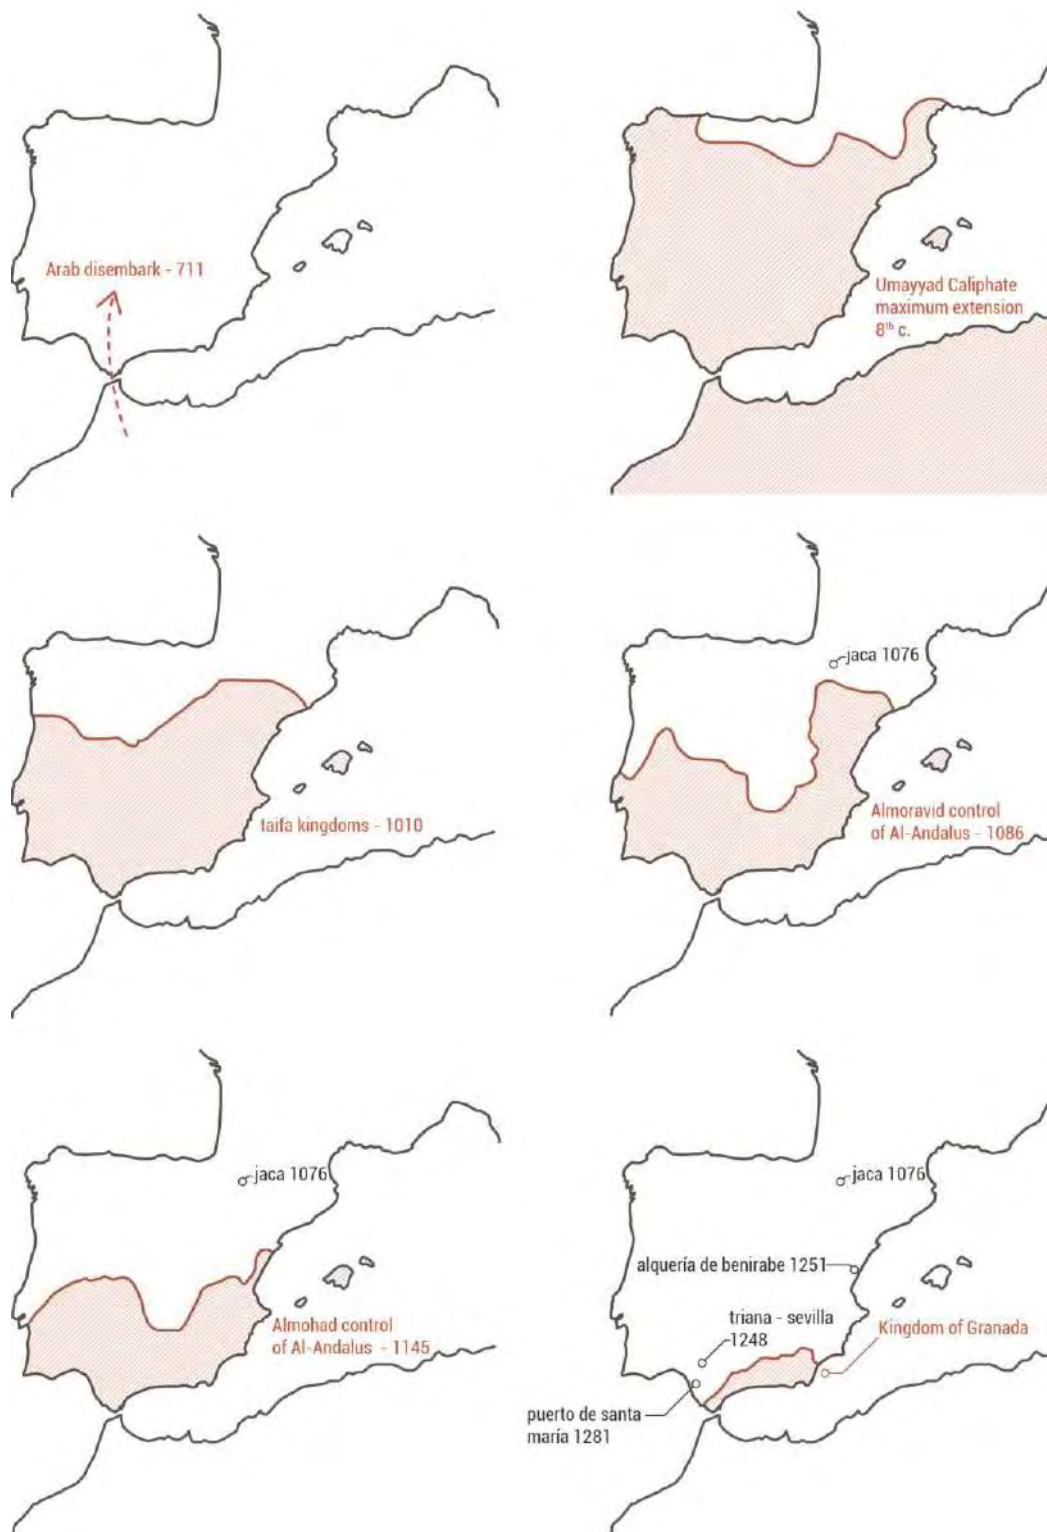 Arab disembark - 711
Umayyad Caliphate
maximum extension
8th c.
taifa kingdoms - 1010
jaca 1076
Almoravid control
of Al-Andalus - 1086
jaca 1076
Almohad control
of Al-Andalus - 1145
jaca 1076
alquería de benirabe 1251
triana - sevilla
1248
Kingdom of Granada
puerto de santa
maría 1281